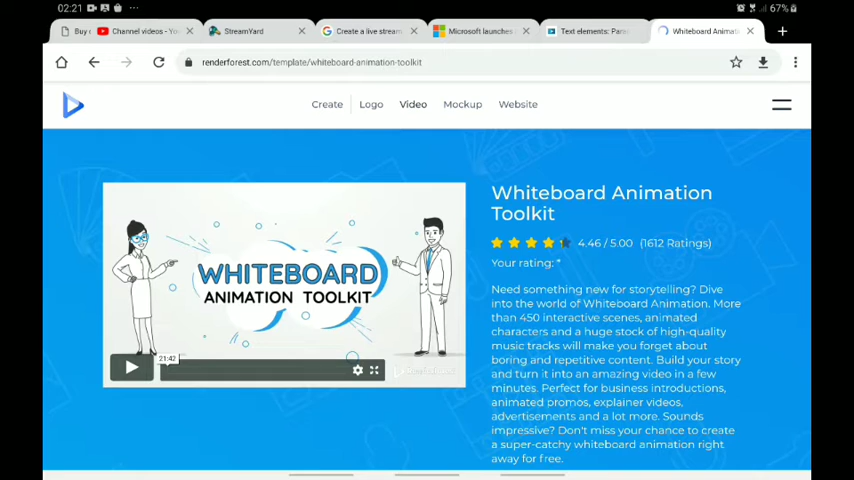 02:21 67%
Buy Channel videos - Yo StreamYard Create a live stream Microsoft launches Text elements: Para Whiteboard Anima
renderforest.com/template/whiteboard-animation-toolkit
Create Logo Video Mockup Website
Whiteboard Animation
Toolkit
4.46 / 5.00 (1612 Ratings)
Your rating: *
Need something new for storytelling? Dive
into the world of Whiteboard Animation. More
than 450 interactive scenes, animated
characters and a huge stock of high-quality
music tracks will make you forget about
boring and repetitive content. Build your story
and turn it into an amazing video in a few
minutes. Perfect for business introductions,
animated promos, explainer videos,
advertisements and a lot more. Sounds
impressive? Don't miss your chance to create
a super-catchy whiteboard animation right
away for free.
WHITEBOARD
ANIMATION TOOLKIT
21:42